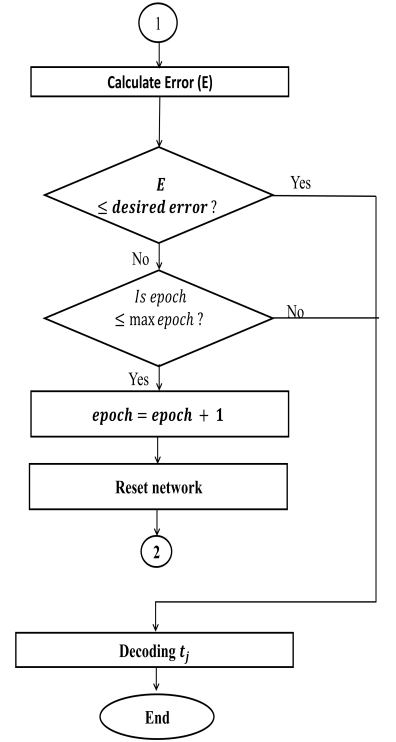 1
Calculate Error (E)
E
≤ desired error ?
Yes
No
Is epoch
≤ max epoch ?
No
Yes
epoch = epoch + 1
Reset network
2
Decoding tⱼ
End